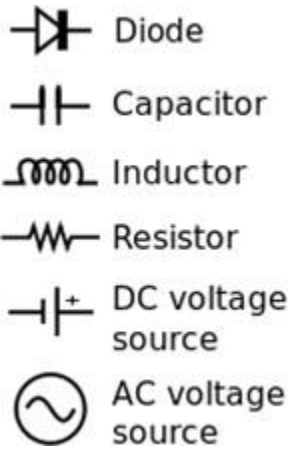 Diode
Capacitor
Inductor
Resistor
+ DC voltage
source
AC voltage
source